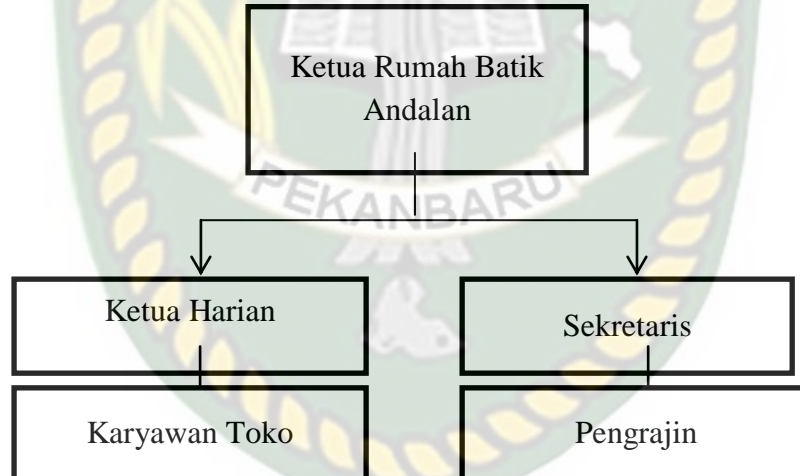 Ketua Rumah Batik
Andalan
PEKANBARU
Ketua Harian
Sekretaris
Karyawan Toko
Pengrajin